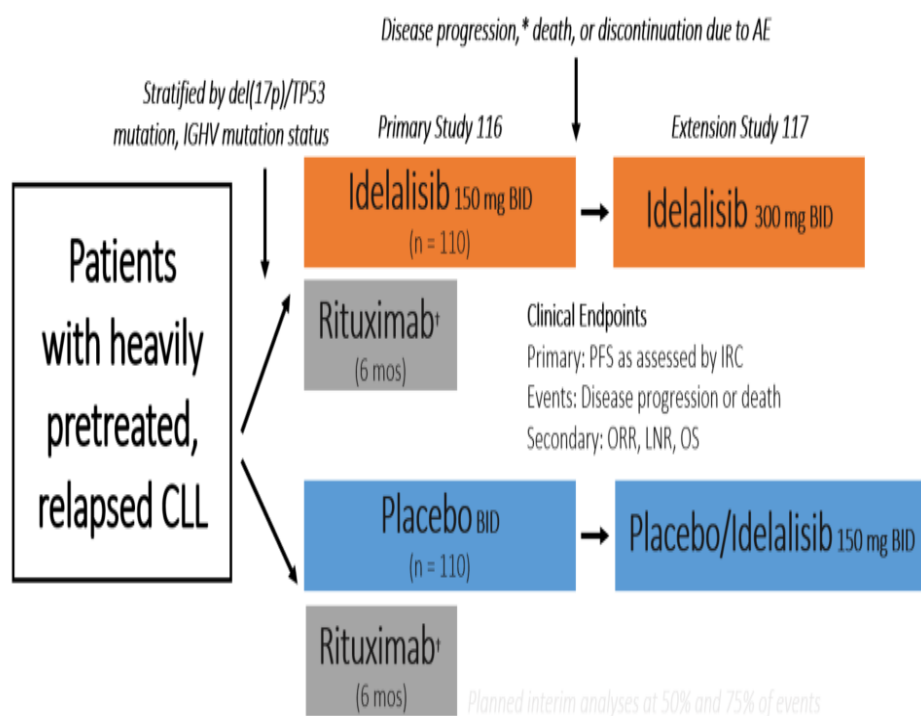 Disease progression,* death, or discontinuation due to AE
Stratified by del(17p)/TP53
mutation, IGHV mutation status
Primary Study 116
Extension Study 117
Patients
with heavily
pretreated,
relapsed CLL
Idelalisib 150 mg BID
(n = 110)
Idelalisib 300 mg BID
Rituximab†
(6 mos)
Clinical Endpoints
Primary: PFS as assessed by IRC
Events: Disease progression or death
Secondary: ORR, LNR, OS
Placebo BID
(n = 110)
Placebo/Idelalisib 150 mg BID
Rituximab†
(6 mos)
Planned interim analyses at 50% and 75% of events